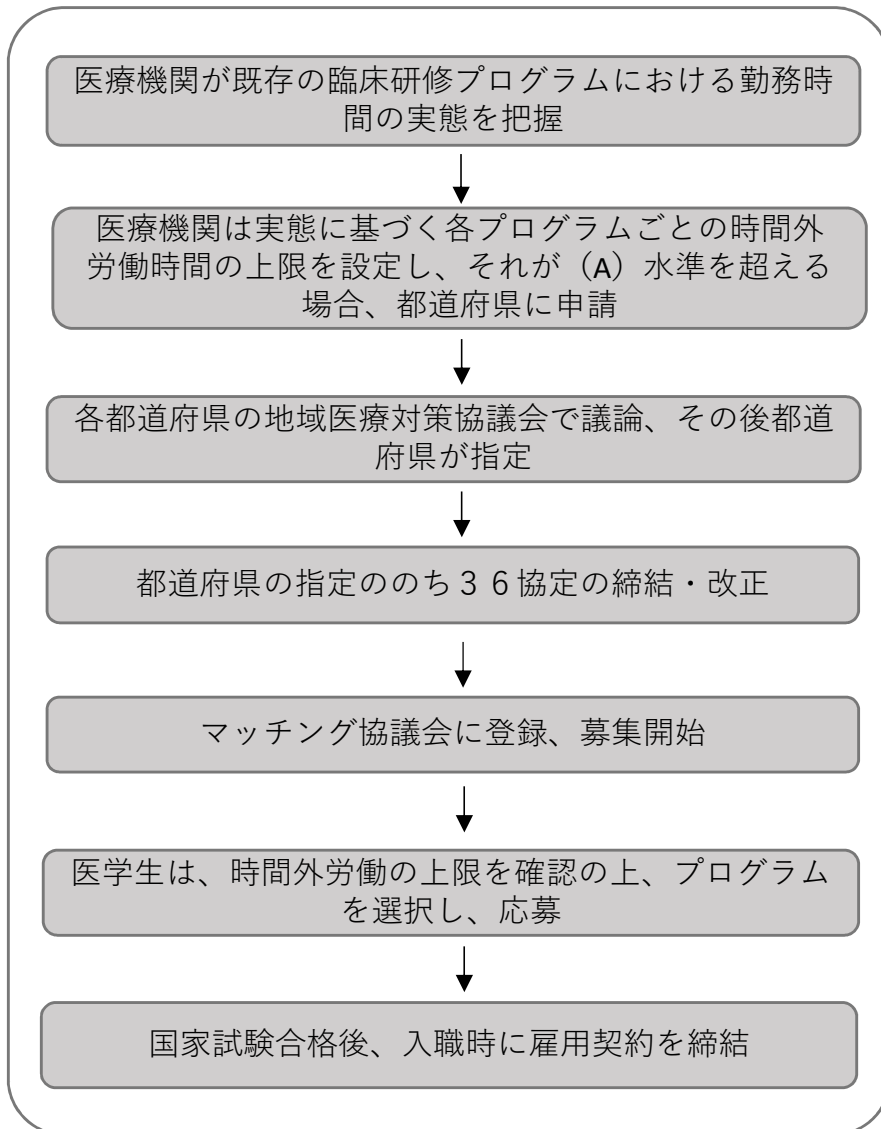 医療機関が既存の臨床研修プログラムにおける勤務時
間の実態を把握
医療機関は実態に基づく各プログラムごとの時間外
労働時間の上限を設定し、それが（A）水準を超える
場合、都道府県に申請
各都道府県の地域医療対策協議会で議論、その後都道
府県が指定
都道府県の指定ののち３６協定の締結・改正
マッチング協議会に登録、募集開始
医学生は、時間外労働の上限を確認の上、プログラム
を選択し、応募
国家試験合格後、入職時に雇用契約を締結